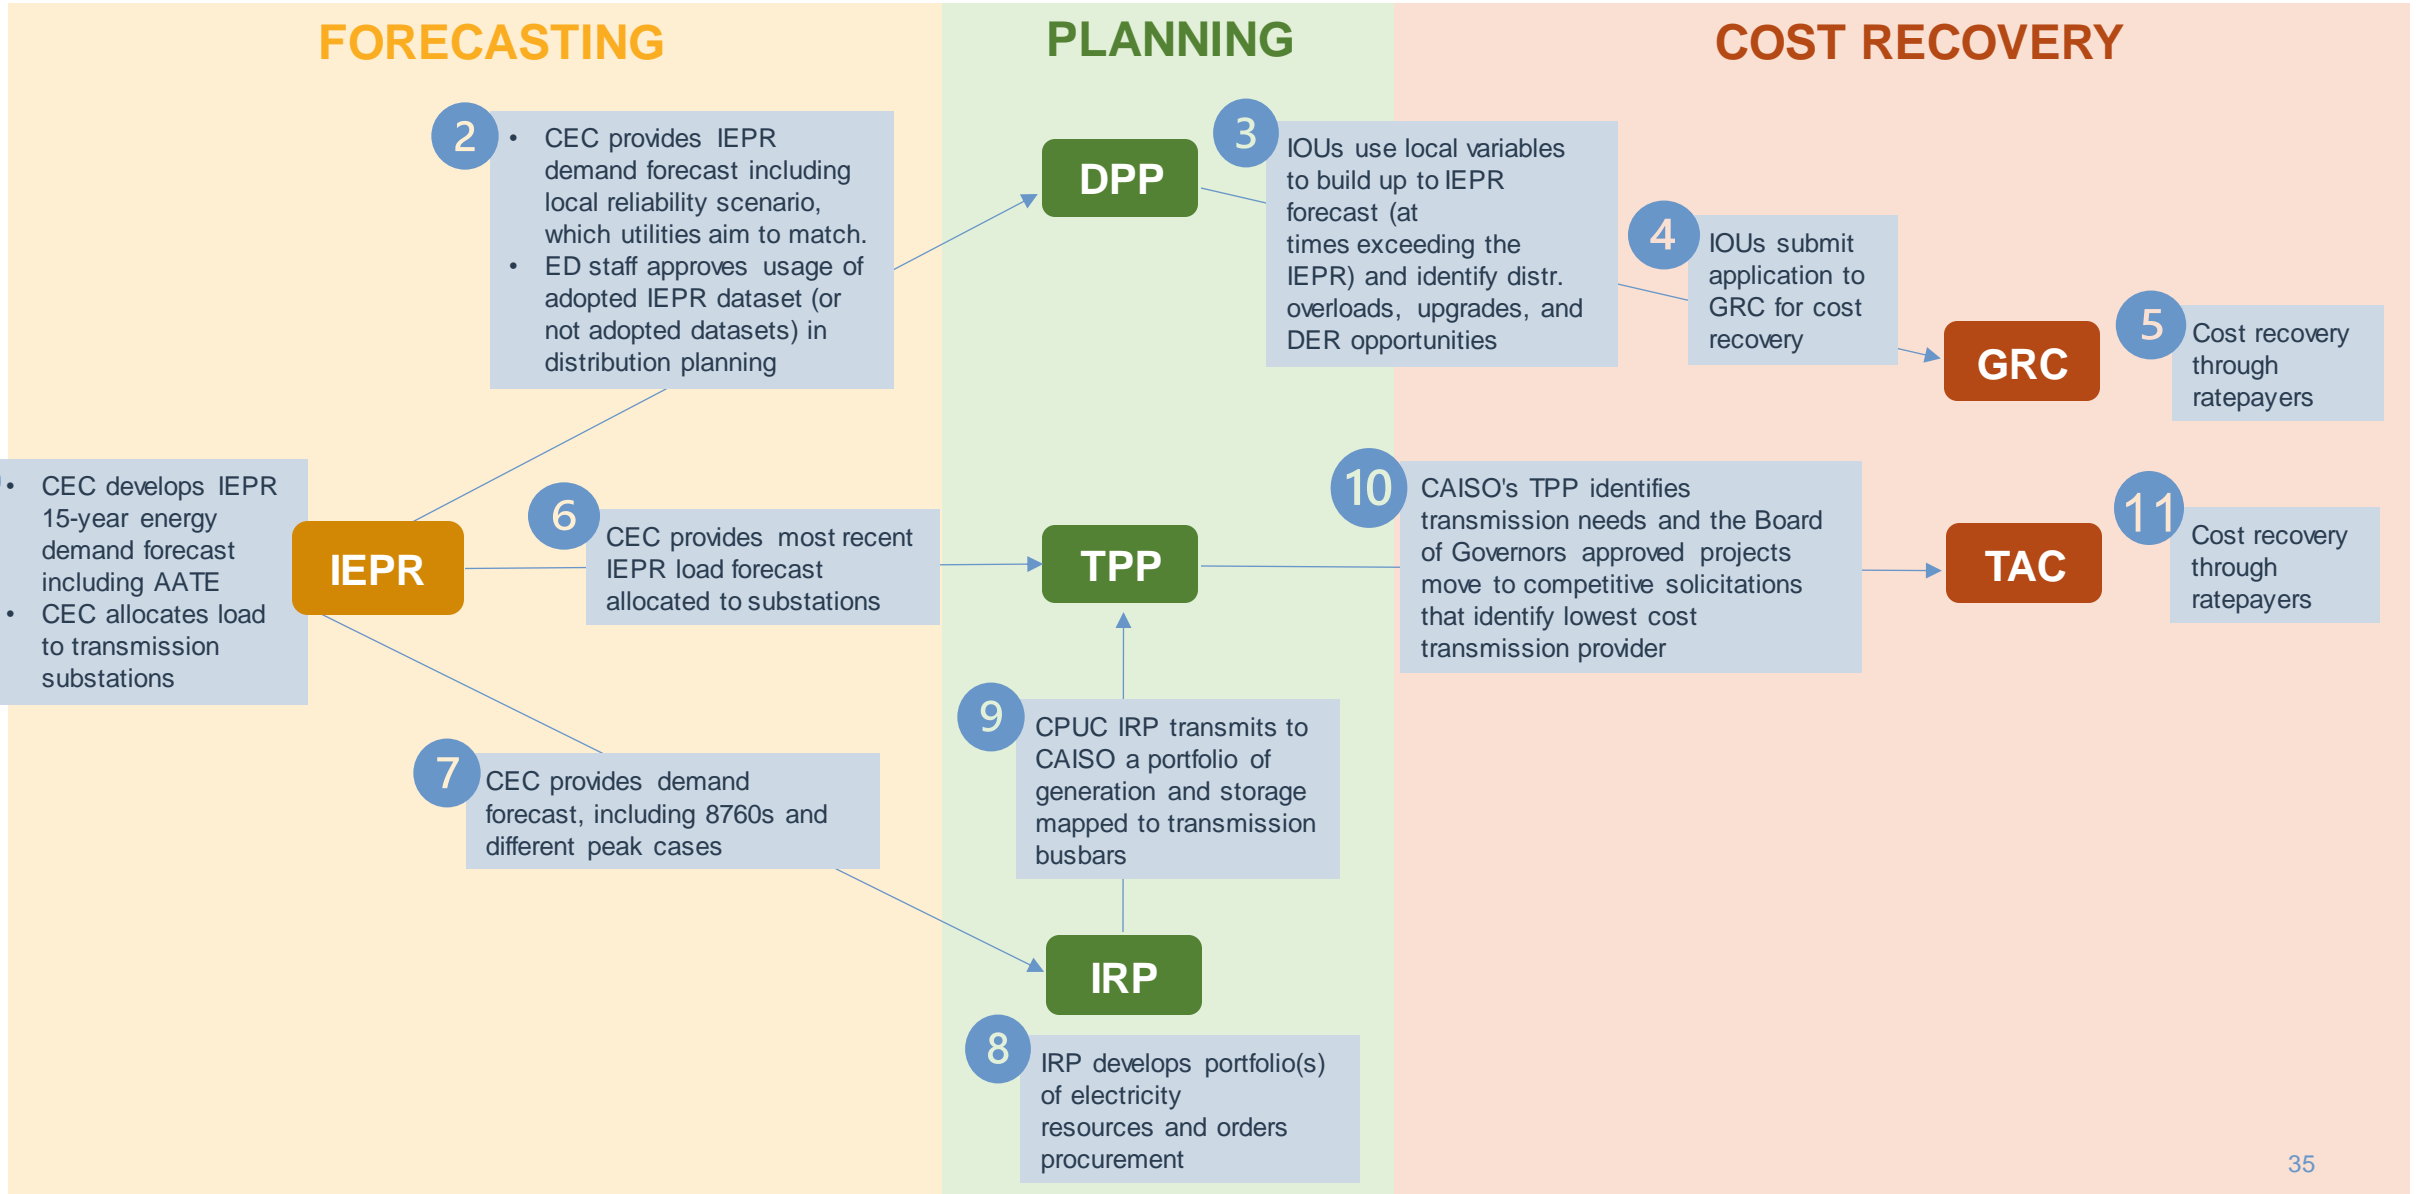 FORECASTING
PLANNING
COST RECOVERY
2
• CEC provides IEPR
demand forecast including
local reliability scenario,
which utilities aim to match.
• ED staff approves usage of
adopted IEPR dataset (or
not adopted datasets) in
distribution planning
DPP
3
IOUs use local variables
to build up to IEPR
forecast (at
times exceeding the
IEPR) and identify distr.
overloads, upgrades, and
DER opportunities
4
IOUs submit
application to
GRC for cost
recovery
GRC
5
Cost recovery
through
ratepayers
• CEC develops IEPR
15-year energy
demand forecast
including AATE
• CEC allocates load
to transmission
substations
IEPR
6
CEC provides most recent
IEPR load forecast
allocated to substations
TPP
10
CAISO's TPP identifies
transmission needs and the Board
of Governors approved projects
move to competitive solicitations
that identify lowest cost
transmission provider
TAC
11
Cost recovery
through
ratepayers
7
CEC provides demand
forecast, including 8760s and
different peak cases
9
CPUC IRP transmits to
CAISO a portfolio of
generation and storage
mapped to transmission
busbars
IRP
8
IRP develops portfolio(s)
of electricity
resources and orders
procurement
35